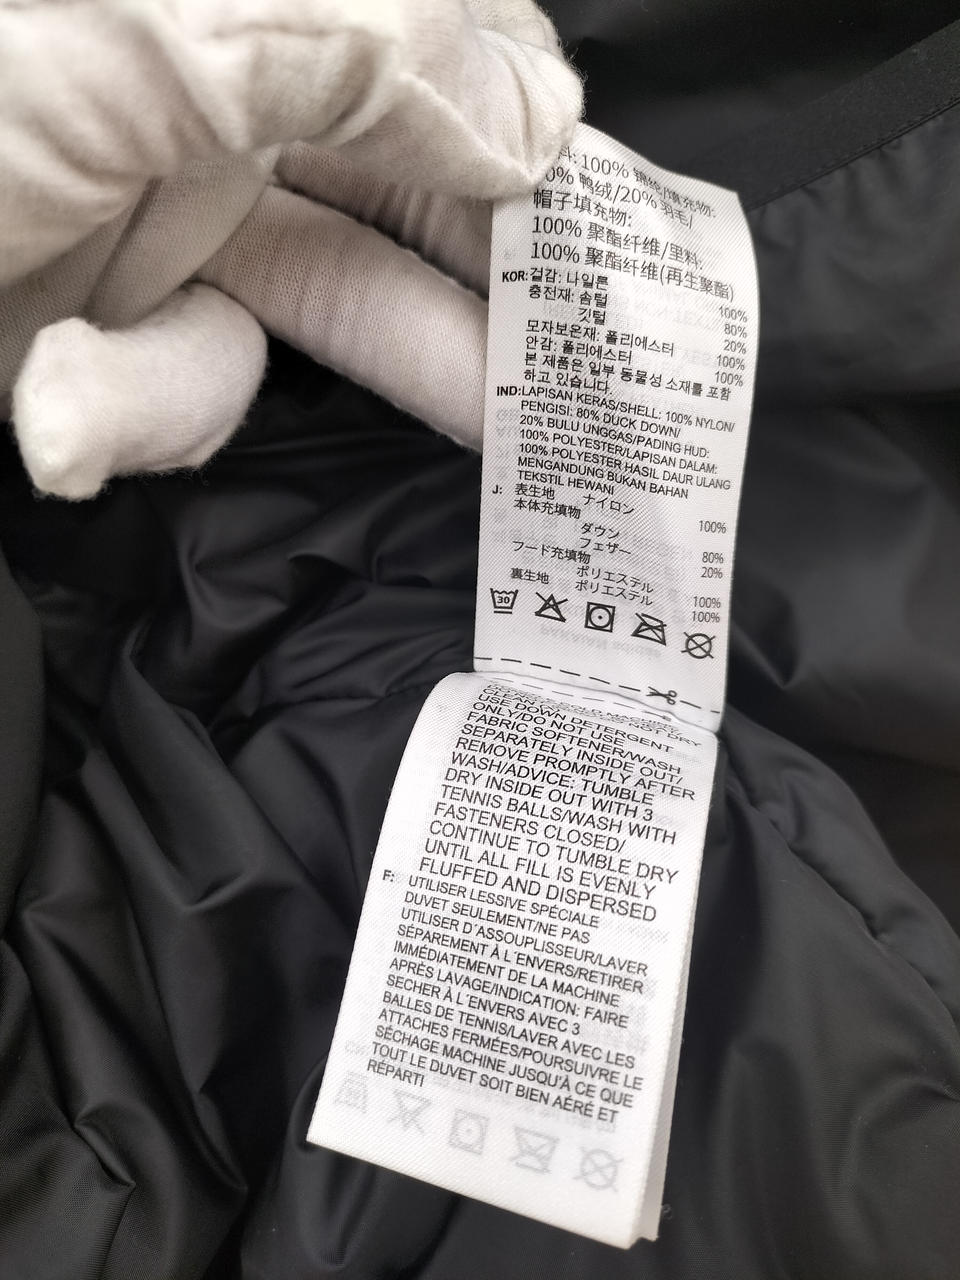 料: 100% 锦纶/填充物:
0% 鸭绒/20% 羽毛/
帽子填充物:
100% 聚酯纤维/里料:
100% 聚酯纤维(再生聚酯)
KOR: 겉감: 나일론 100%
충전재: 솜털 80%
깃털 20%
모자보온재: 폴리에스터 100%
안감: 폴리에스터 100%
본 제품은 일부 동물성 소재를 포함
하고 있습니다.
IND: LAPISAN KERAS/SHELL: 100% NYLON/
PENGISI: 80% DUCK DOWN/
20% BULU UNGGAS/PADING HUD:
100% POLYESTER/LAPISAN DALAM:
100% POLYESTER HASIL DAUR ULANG
MENGANDUNG BUKAN BAHAN
TEKSTIL HEWANI
J: 表生地 ナイロン 100%
本体充填物
ダウン 80%
フェザー 20%
フード充填物
ポリエステル 100%
裏生地 ポリエステル 100%
30
CLEAN DO NOT DRY
USE DOWN DETERGENT
ONLY/DO NOT USE
FABRIC SOFTENER/WASH
SEPARATELY INSIDE OUT/
REMOVE PROMPTLY AFTER
WASH/ADVICE: TUMBLE
DRY INSIDE OUT WITH 3
TENNIS BALLS/WASH WITH
FASTENERS CLOSED/
CONTINUE TO TUMBLE DRY
UNTIL ALL FILL IS EVENLY
FLUFFED AND DISPERSED
F: UTILISER LESSIVE SPÉCIALE
DUVET SEULEMENT/NE PAS
UTILISER D´ASSOUPLISSEUR/LAVER
SÉPAREMENT À L´ENVERS/RETIRER
IMMÉDIATEMENT DE LA MACHINE
APRÈS LAVAGE/INDICATION: FAIRE
SECHER À L´ENVERS AVEC 3
BALLES DE TENNIS/LAVER AVEC LES
ATTACHES FERMÉES/POURSUIVRE LE
SÉCHAGE MACHINE JUSQU'À CE QUE
TOUT LE DUVET SOIT BIEN AÉRÉ ET
RÉPARTI